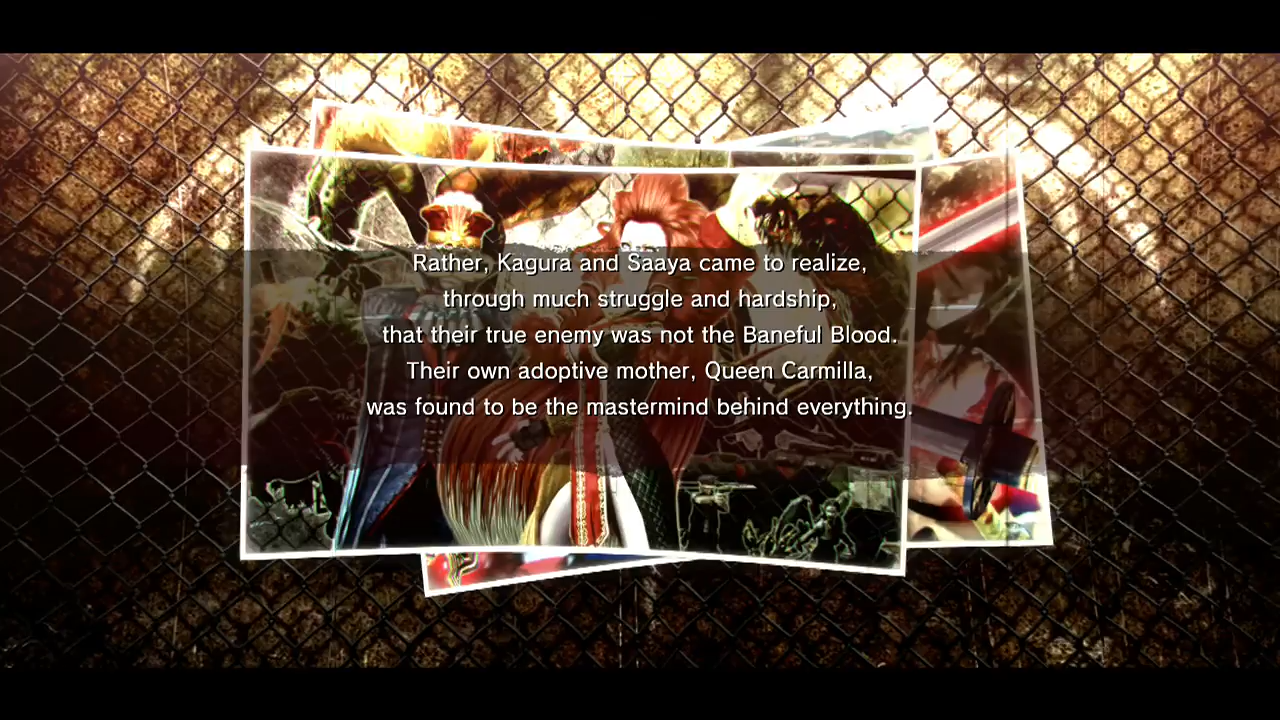 Rather, Kagura and Saaya came to realize,
through much struggle and hardship,
that their true enemy was not the Baneful Blood.
Their own adoptive mother, Queen Carmilla,
was found to be the mastermind behind everything.